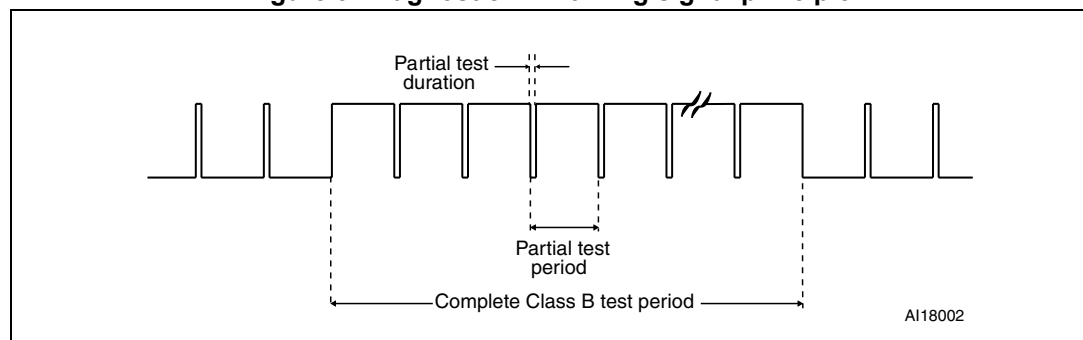 Partial test
duration
Partial test
period
Complete Class B test period
AI18002